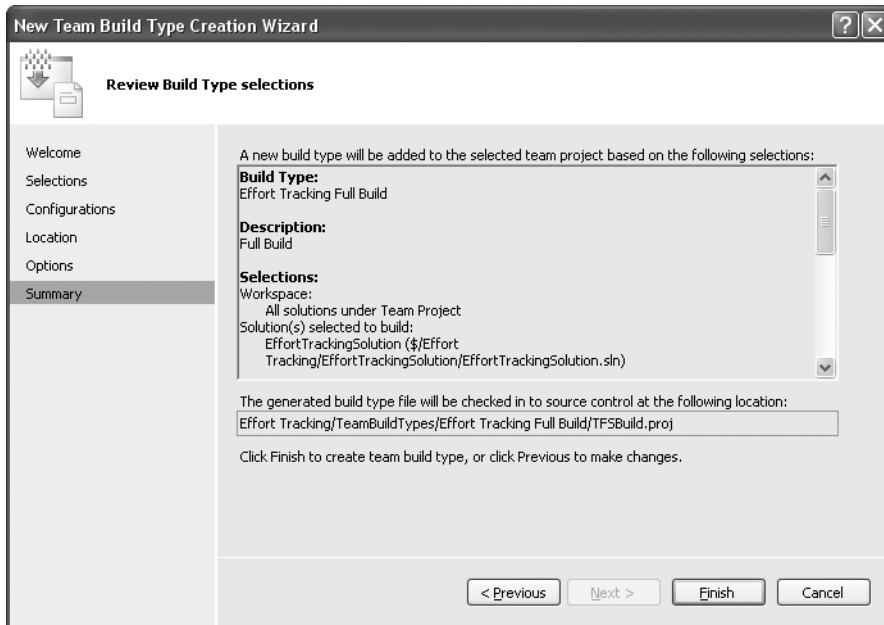 New Team Build Type Creation Wizard
Review Build Type selections
Welcome
Selections
Configurations
Location
Options
Summary
A new build type will be added to the selected team project based on the following selections:
Build Type:
Effort Tracking Full Build
Description:
Full Build
Selections:
Workspace:
All solutions under Team Project
Solution(s) selected to build:
EffortTrackingSolution ($/Effort
Tracking/EffortTrackingSolution/EffortTrackingSolution.sln)
The generated build type file will be checked in to source control at the following location:
Effort Tracking/TeamBuildTypes/Effort Tracking Full Build/TFSBuild.proj
Click Finish to create team build type, or click Previous to make changes.
< Previous Next > Finish Cancel